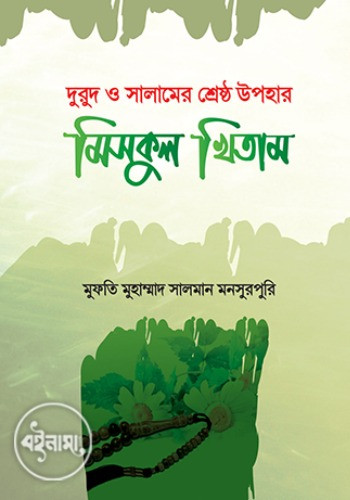 দুরুদ ও সালামের শ্রেষ্ঠ উপহার
মিসকুল খিতাম
মুফতি মুহাম্মাদ সালমান মনসুরপুরি
বইনামা